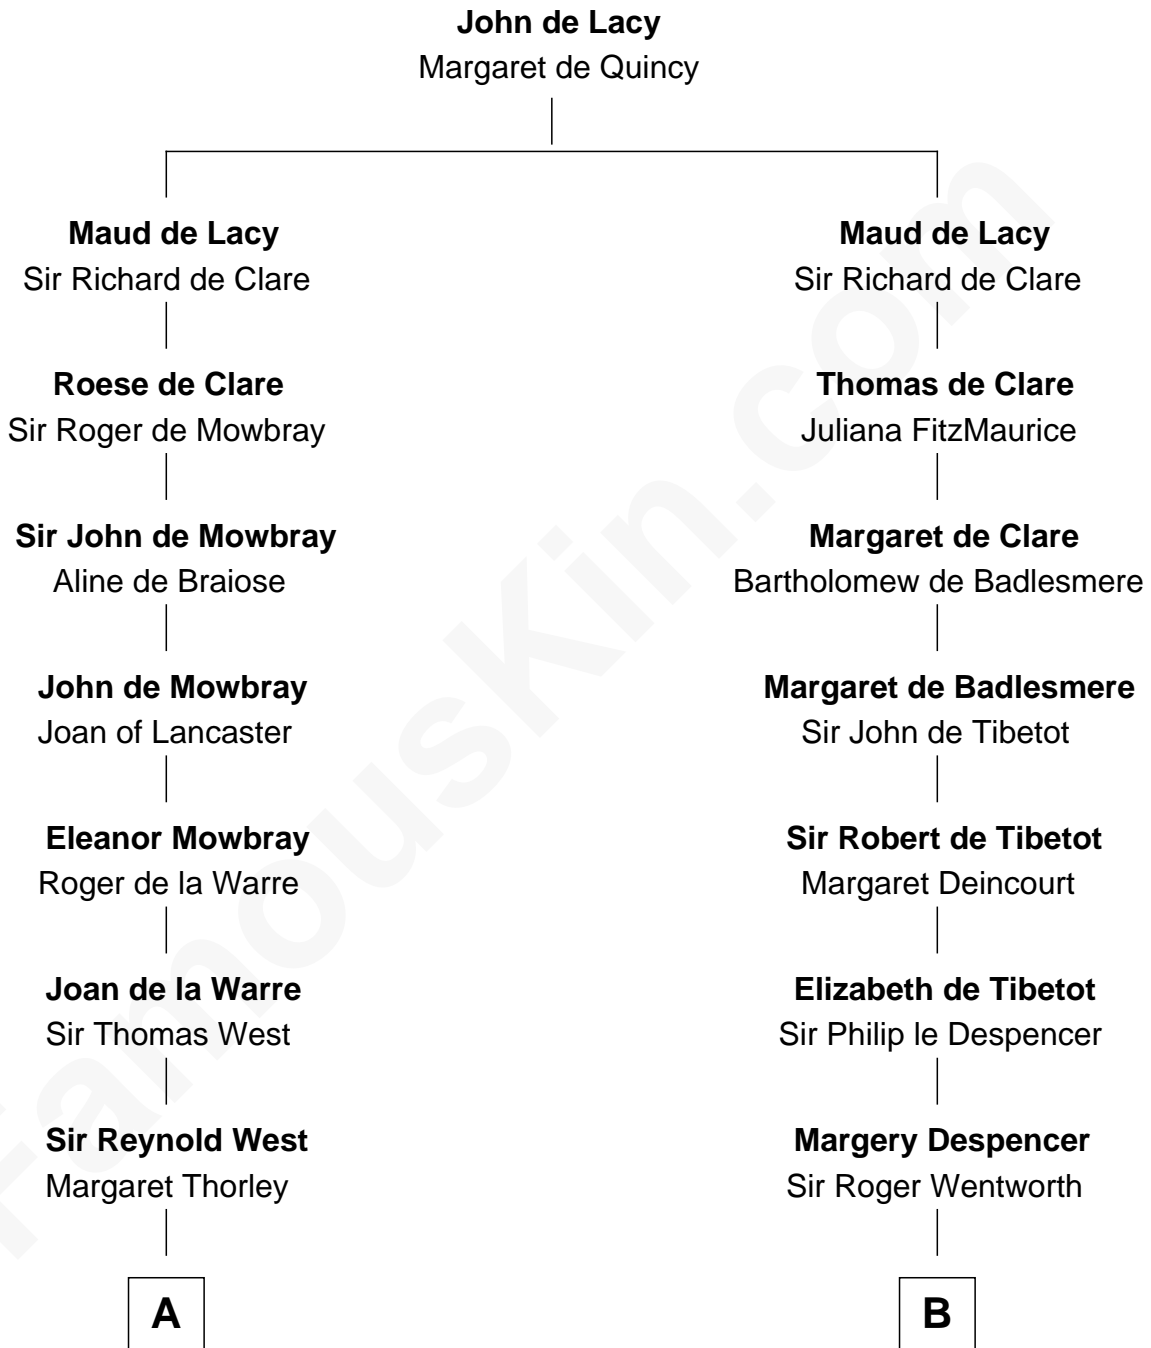 John de Lacy
Margaret de Quincy
Maud de Lacy
Sir Richard de Clare
Roese de Clare
Sir Roger de Mowbray
Sir John de Mowbray
Aline de Braiose
John de Mowbray
Joan of Lancaster
Eleanor Mowbray
Roger de la Warre
Joan de la Warre
Sir Thomas West
Sir Reynold West
Margaret Thorley
A
Maud de Lacy
Sir Richard de Clare
Thomas de Clare
Juliana FitzMaurice
Margaret de Clare
Bartholomew de Badlesmere
Margaret de Badlesmere
Sir John de Tibetot
Sir Robert de Tibetot
Margaret Deincourt
Elizabeth de Tibetot
Sir Philip le Despencer
Margery Despencer
Sir Roger Wentworth
B
FamousKin.com